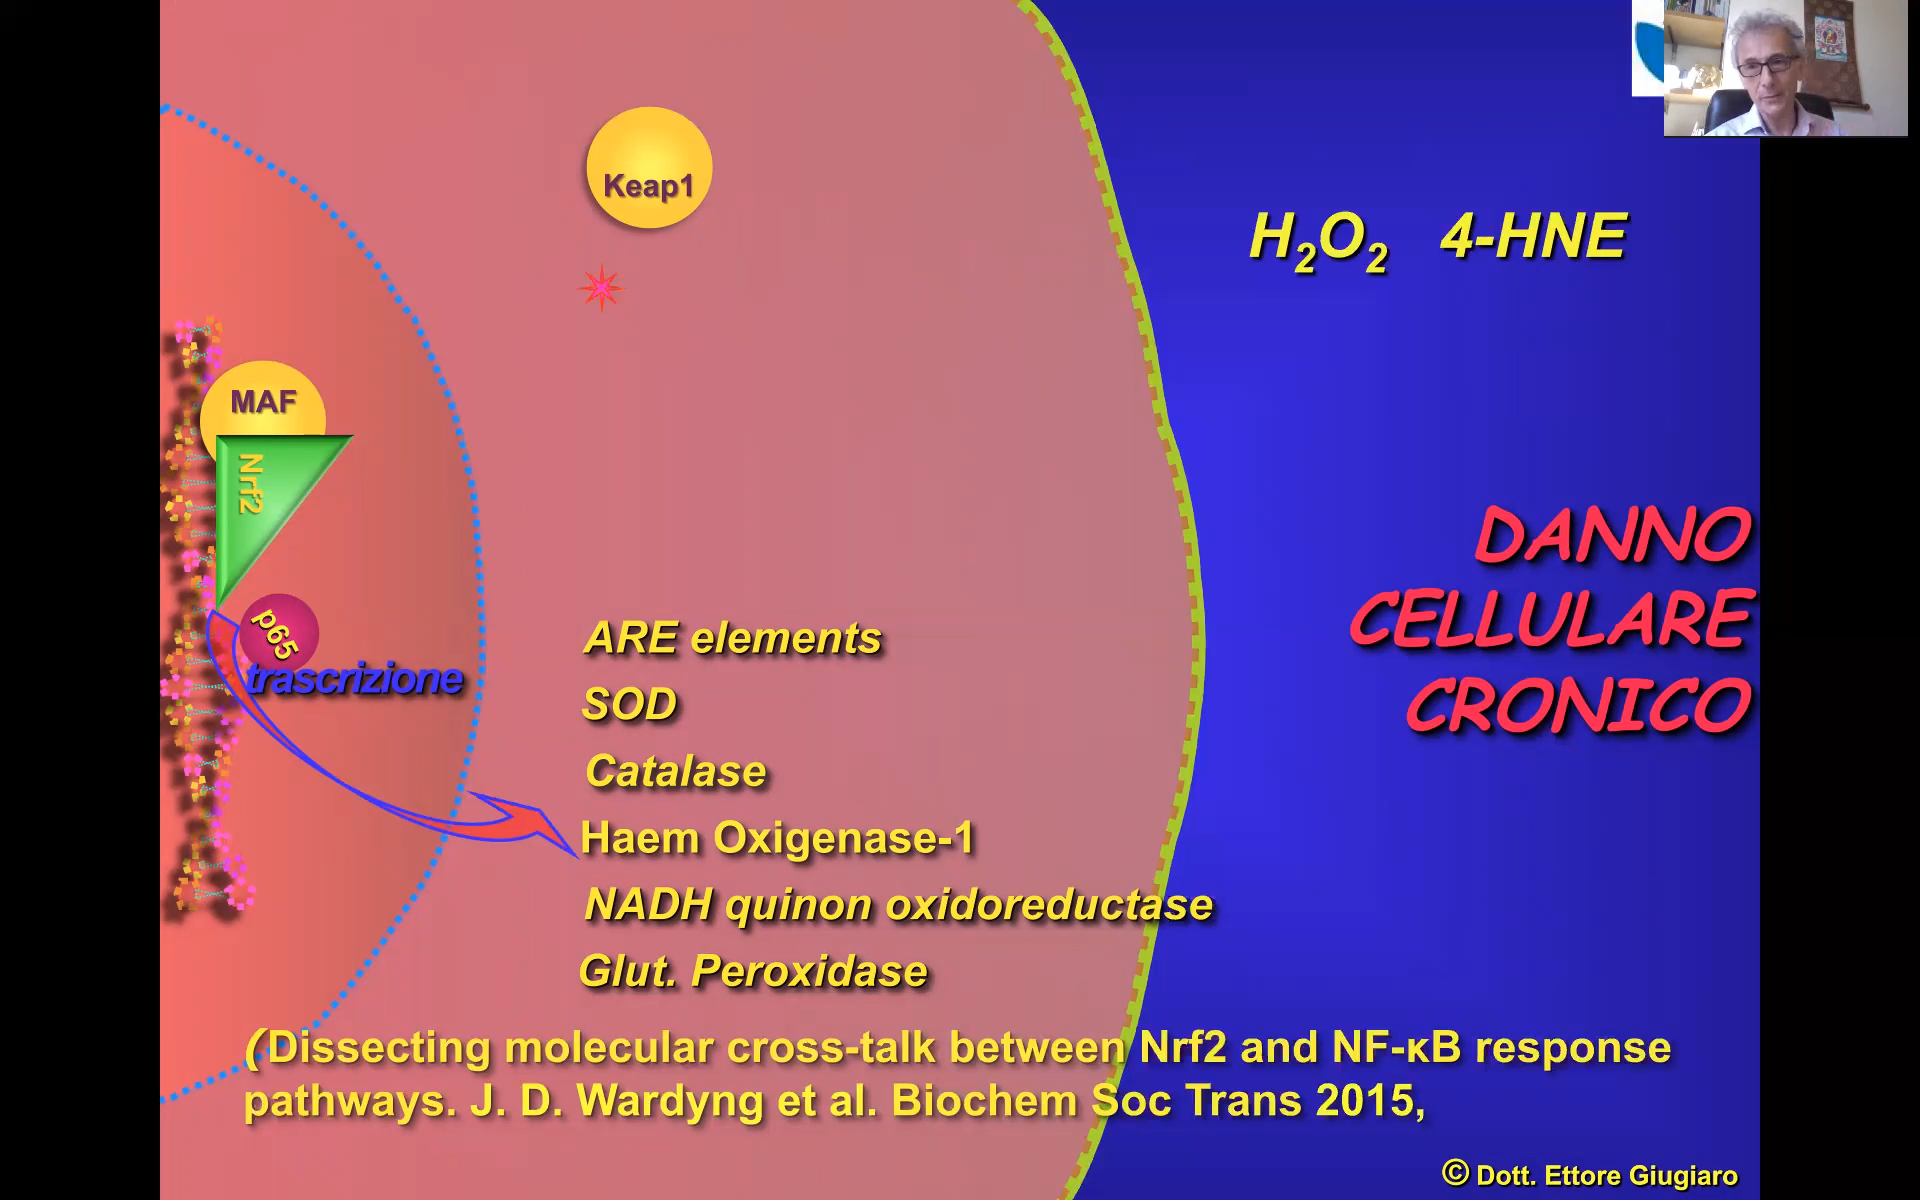 Keap1
H2O2 4-HNE
MAF
Nrf2
p65
trascrizione
DANNO
CELLULARE
CRONICO
ARE elements
SOD
Catalase
Haem Oxigenase-1
NADH quinon oxidoreductase
Glut. Peroxidase
(Dissecting molecular cross-talk between Nrf2 and NF-κB response
pathways. J. D. Wardyng et al. Biochem Soc Trans 2015,
© Dott. Ettore Giugiaro